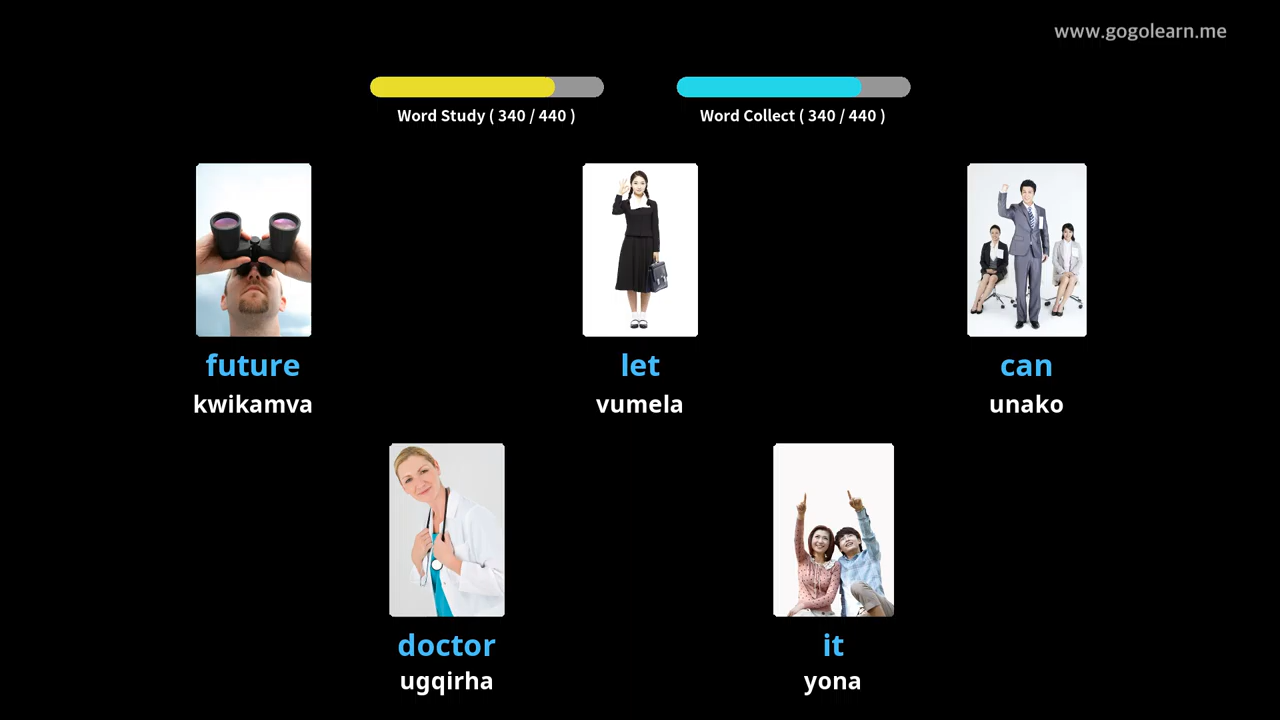 www.gogolearn.me
Word Study ( 340 / 440 )
Word Collect ( 340 / 440 )
future
kwikamva
let
vumela
can
unako
doctor
ugqirha
it
yona